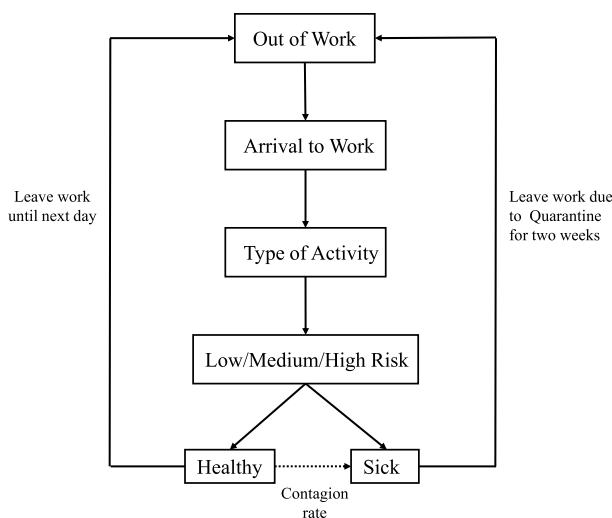 Out of Work
Arrival to Work
Leave work
until next day
Leave work due
to Quarantine
for two weeks
Type of Activity
Low/Medium/High Risk
Healthy
Sick
Contagion
rate